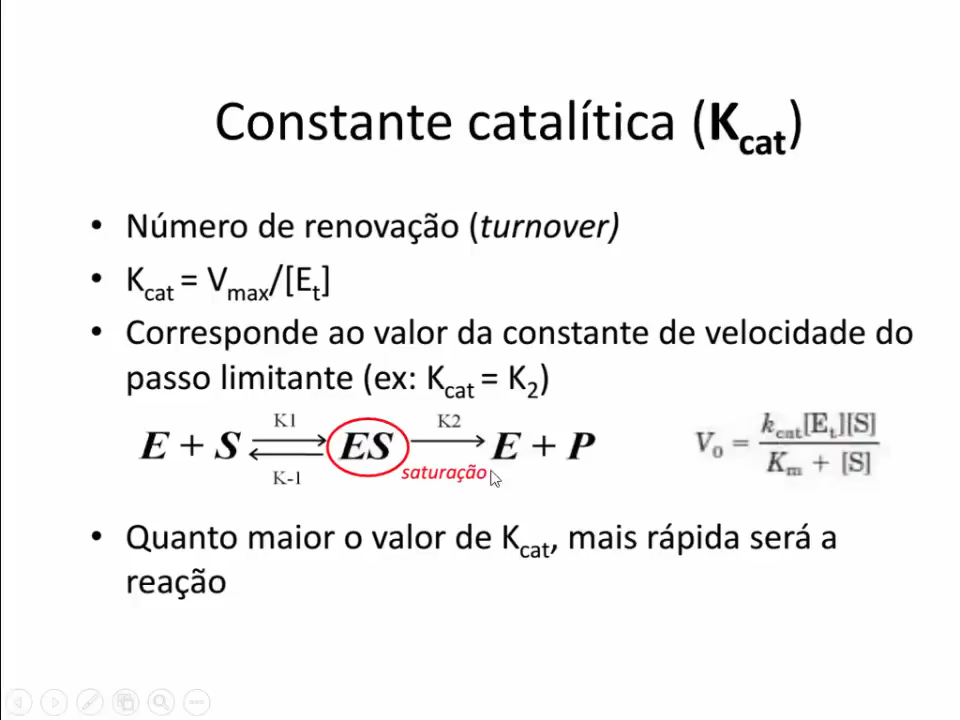 Constante catalítica (Kcat)
• Número de renovação (turnover)
• Kcat = Vmax/[Et]
• Corresponde ao valor da constante de velocidade do
passo limitante (ex: Kcat = K2)
K1 K2
E + S ES E + P
K-1 saturação
V0 = kcat[Et][S] / Km + [S]
• Quanto maior o valor de Kcat, mais rápida será a
reação